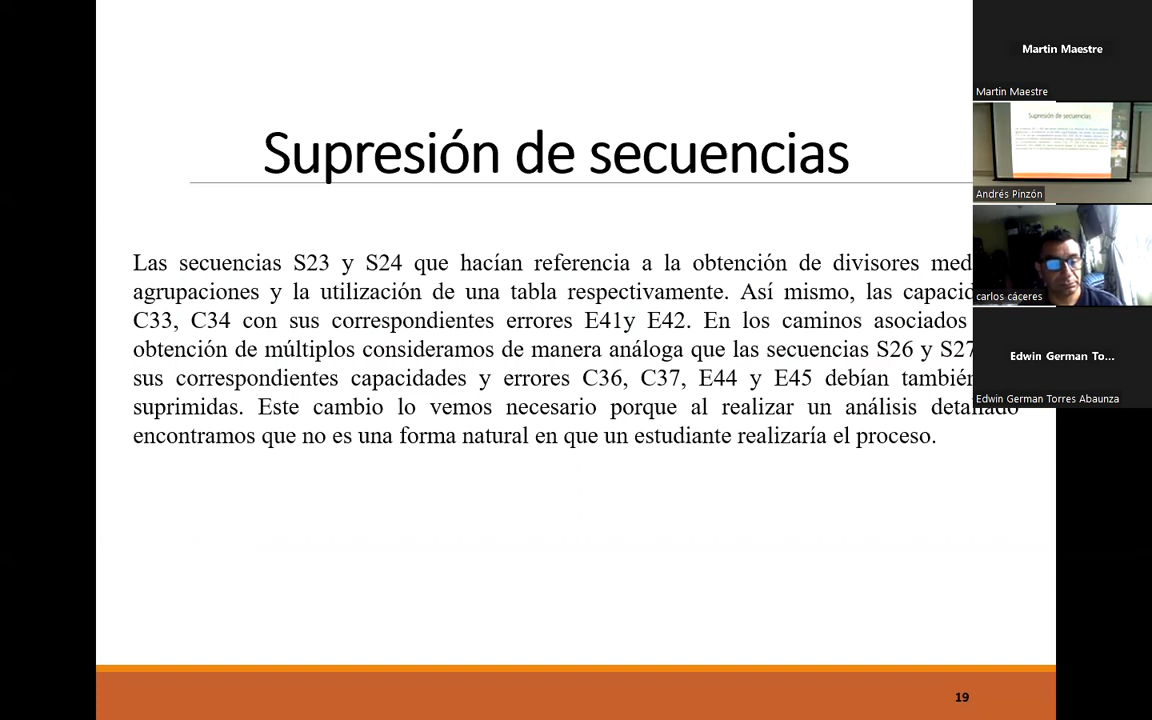 Supresión de secuencias
Las secuencias S23 y S24 que hacían referencia a la obtención de divisores
agrupaciones y la utilización de una tabla respectivamente. Así mismo, las
C33, C34 con sus correspondientes errores E41y E42. En los caminos asociados
obtención de múltiplos consideramos de manera análoga que las secuencias S26 y S27
sus correspondientes capacidades y errores C36, C37, E44 y E45 debían también
suprimidas. Este cambio lo vemos necesario porque al realizar un análisis detallado
encontramos que no es una forma natural en que un estudiante realizaría el proceso.
19
Martin Maestre
Martin Maestre
Supresión de secuencias
Andrés Pinzón
carlos cáceres
Edwin German To...
Edwin German Torres Abaunza